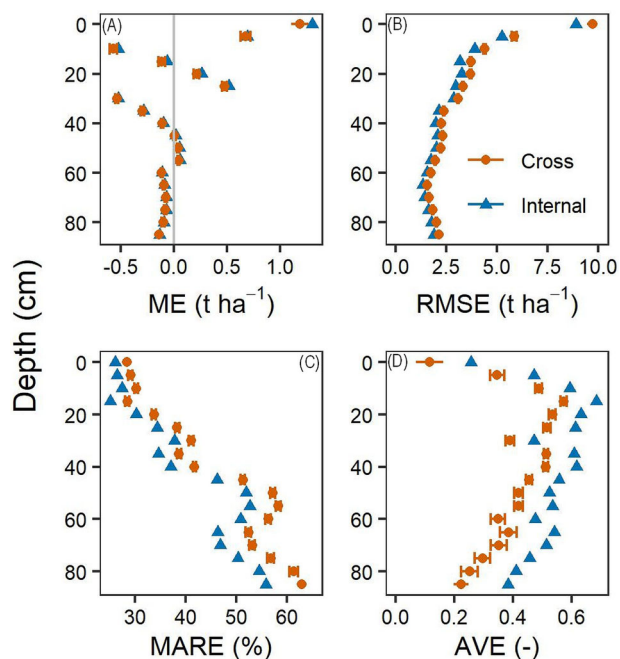 (A)
0
20
40
60
80
-0.5 0.0 0.5 1.0
ME (t ha⁻¹)
(B)
0
20
40
60
80
Cross
Internal
0.0 2.5 5.0 7.5 10.0
RMSE (t ha⁻¹)
Depth (cm)
(C)
0
20
40
60
80
30 40 50 60
MARE (%)
(D)
0
20
40
60
80
0.0 0.2 0.4 0.6
AVE (-)